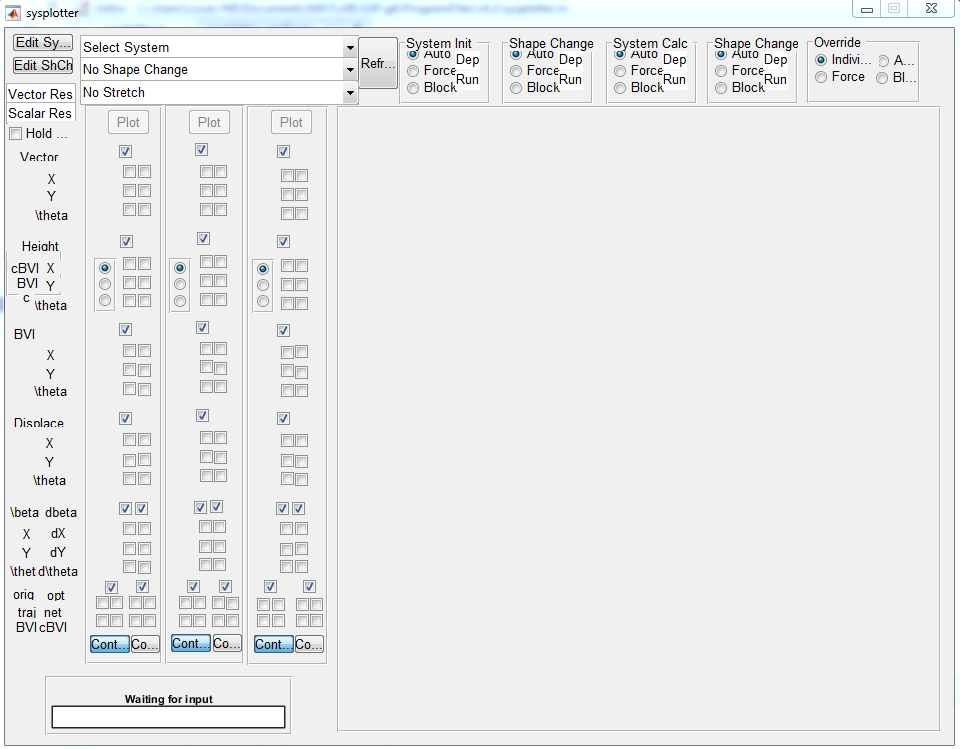 sysplotter
Edit Sy...
Select System
Refr...
System Init
Auto Dep
Force Run
Block
Shape Change
Auto Dep
Force Run
Block
System Calc
Auto Dep
Force Run
Block
Shape Change
Auto Dep
Force Run
Block
Override
Indivi... A...
Force Bl...
Edit ShCh
No Shape Change
No Stretch
Vector Res
Scalar Res
Hold ...
Plot Plot Plot
Vector
X
Y
\theta
Height
cBVI X
BVI Y
c \theta
BVI
X
Y
\theta
Displace
X
Y
\theta
\beta dbeta
X dX
Y dY
\thet d\theta
orig opt
traj net
BVI cBVI
Cont... Co... Cont... Co... Cont... Co...
Waiting for input